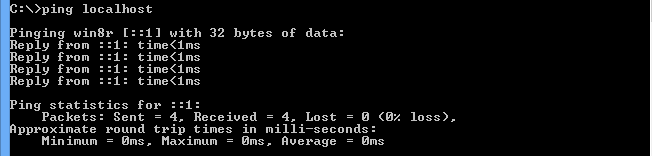 C:\>ping localhost
Pinging win8r [::1] with 32 bytes of data:
Reply from ::1: time<1ms
Reply from ::1: time<1ms
Reply from ::1: time<1ms
Reply from ::1: time<1ms
Ping statistics for ::1:
Packets: Sent = 4, Received = 4, Lost = 0 (0% loss),
Approximate round trip times in milli-seconds:
Minimum = 0ms, Maximum = 0ms, Average = 0ms